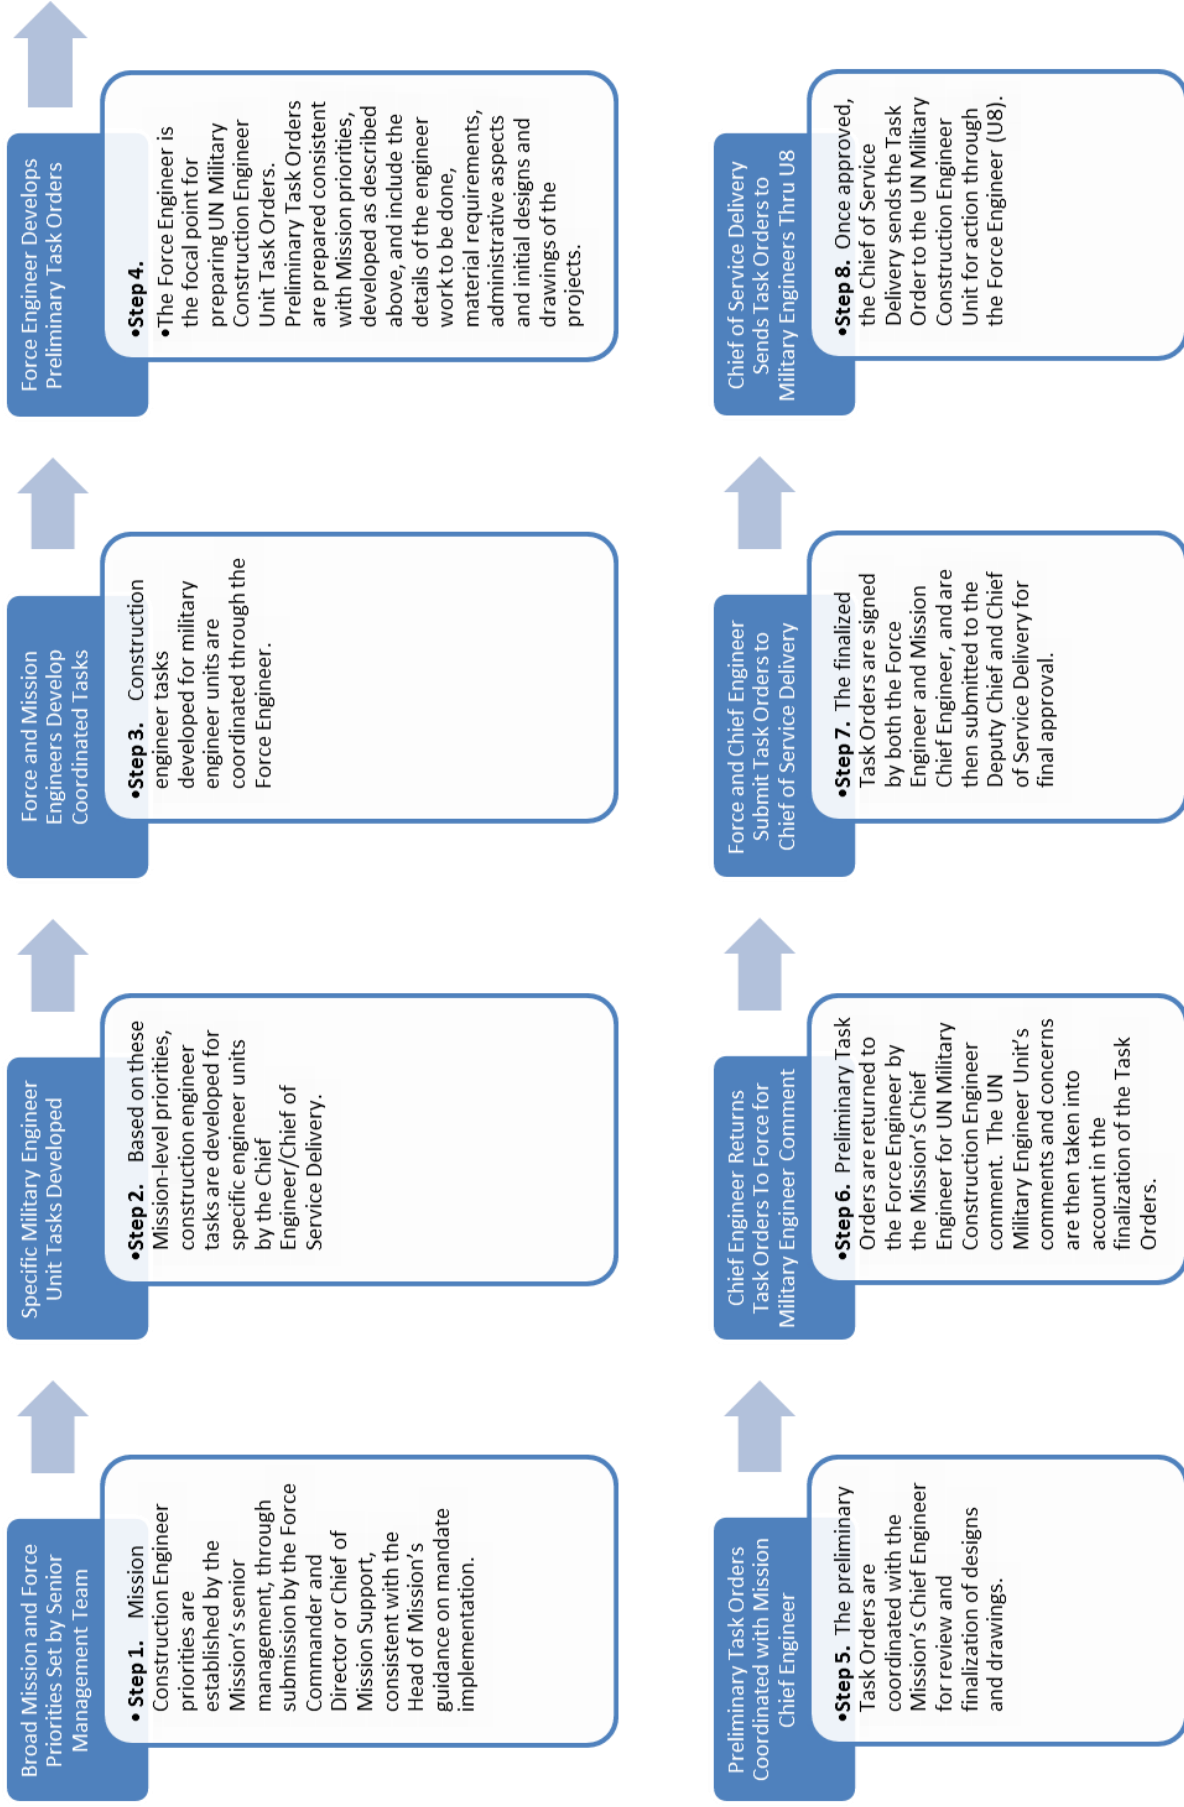 Broad Mission and Force
Priorities Set by Senior
Management Team
• Step 1. Mission
Construction Engineer
priorities are
established by the
Mission's senior
management, through
submission by the Force
Commander and
Director or Chief of
Mission Support,
consistent with the
Head of Mission's
guidance on mandate
implementation.
Specific Military Engineer
Unit Tasks Developed
•Step 2. Based on these
Mission-level priorities,
construction engineer
tasks are developed for
specific engineer units
by the Chief
Engineer/Chief of
Service Delivery.
Force and Mission
Engineers Develop
Coordinated Tasks
•Step 3. Construction
engineer tasks
developed for military
engineer units are
coordinated through the
Force Engineer.
Force Engineer Develops
Preliminary Task Orders
•Step 4.
•The Force Engineer is
the focal point for
preparing UN Military
Construction Engineer
Unit Task Orders.
Preliminary Task Orders
are prepared consistent
with Mission priorities,
developed as described
above, and include the
details of the engineer
work to be done,
material requirements,
administrative aspects
and initial designs and
drawings of the
projects.
Preliminary Task Orders
Coordinated with Mission
Chief Engineer
•Step 5. The preliminary
Task Orders are
coordinated with the
Mission's Chief Engineer
for review and
finalization of designs
and drawings.
Chief Engineer Returns
Task Orders To Force for
Military Engineer Comment
•Step 6. Preliminary Task
Orders are returned to
the Force Engineer by
the Mission's Chief
Engineer for UN Military
Construction Engineer
comment. The UN
Military Engineer Unit's
comments and concerns
are then taken into
account in the
finalization of the Task
Orders.
Force and Chief Engineer
Submit Task Orders to
Chief of Service Delivery
•Step 7. The finalized
Task Orders are signed
by both the Force
Engineer and Mission
Chief Engineer, and are
then submitted to the
Deputy Chief and Chief
of Service Delivery for
final approval.
Chief of Service Delivery
Sends Task Orders to
Military Engineers Thru U8
•Step 8. Once approved,
the Chief of Service
Delivery sends the Task
Order to the UN Military
Construction Engineer
Unit for action through
the Force Engineer (U8).